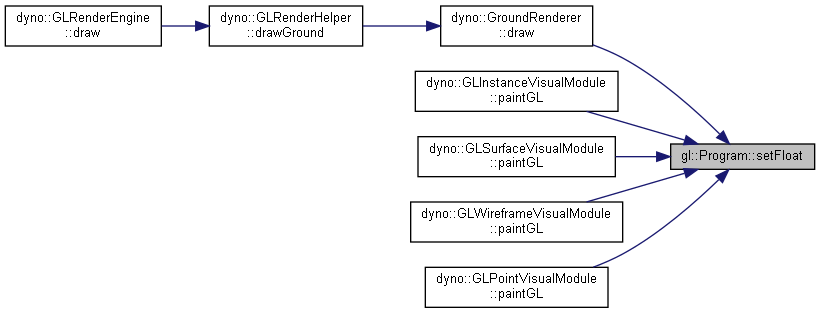 dyno::GLRenderEngine
::draw
dyno::GLRenderHelper
::drawGround
dyno::GroundRenderer
::draw
dyno::GLInstanceVisualModule
::paintGL
dyno::GLSurfaceVisualModule
::paintGL
gl::Program::setFloat
dyno::GLWireframeVisualModule
::paintGL
dyno::GLPointVisualModule
::paintGL